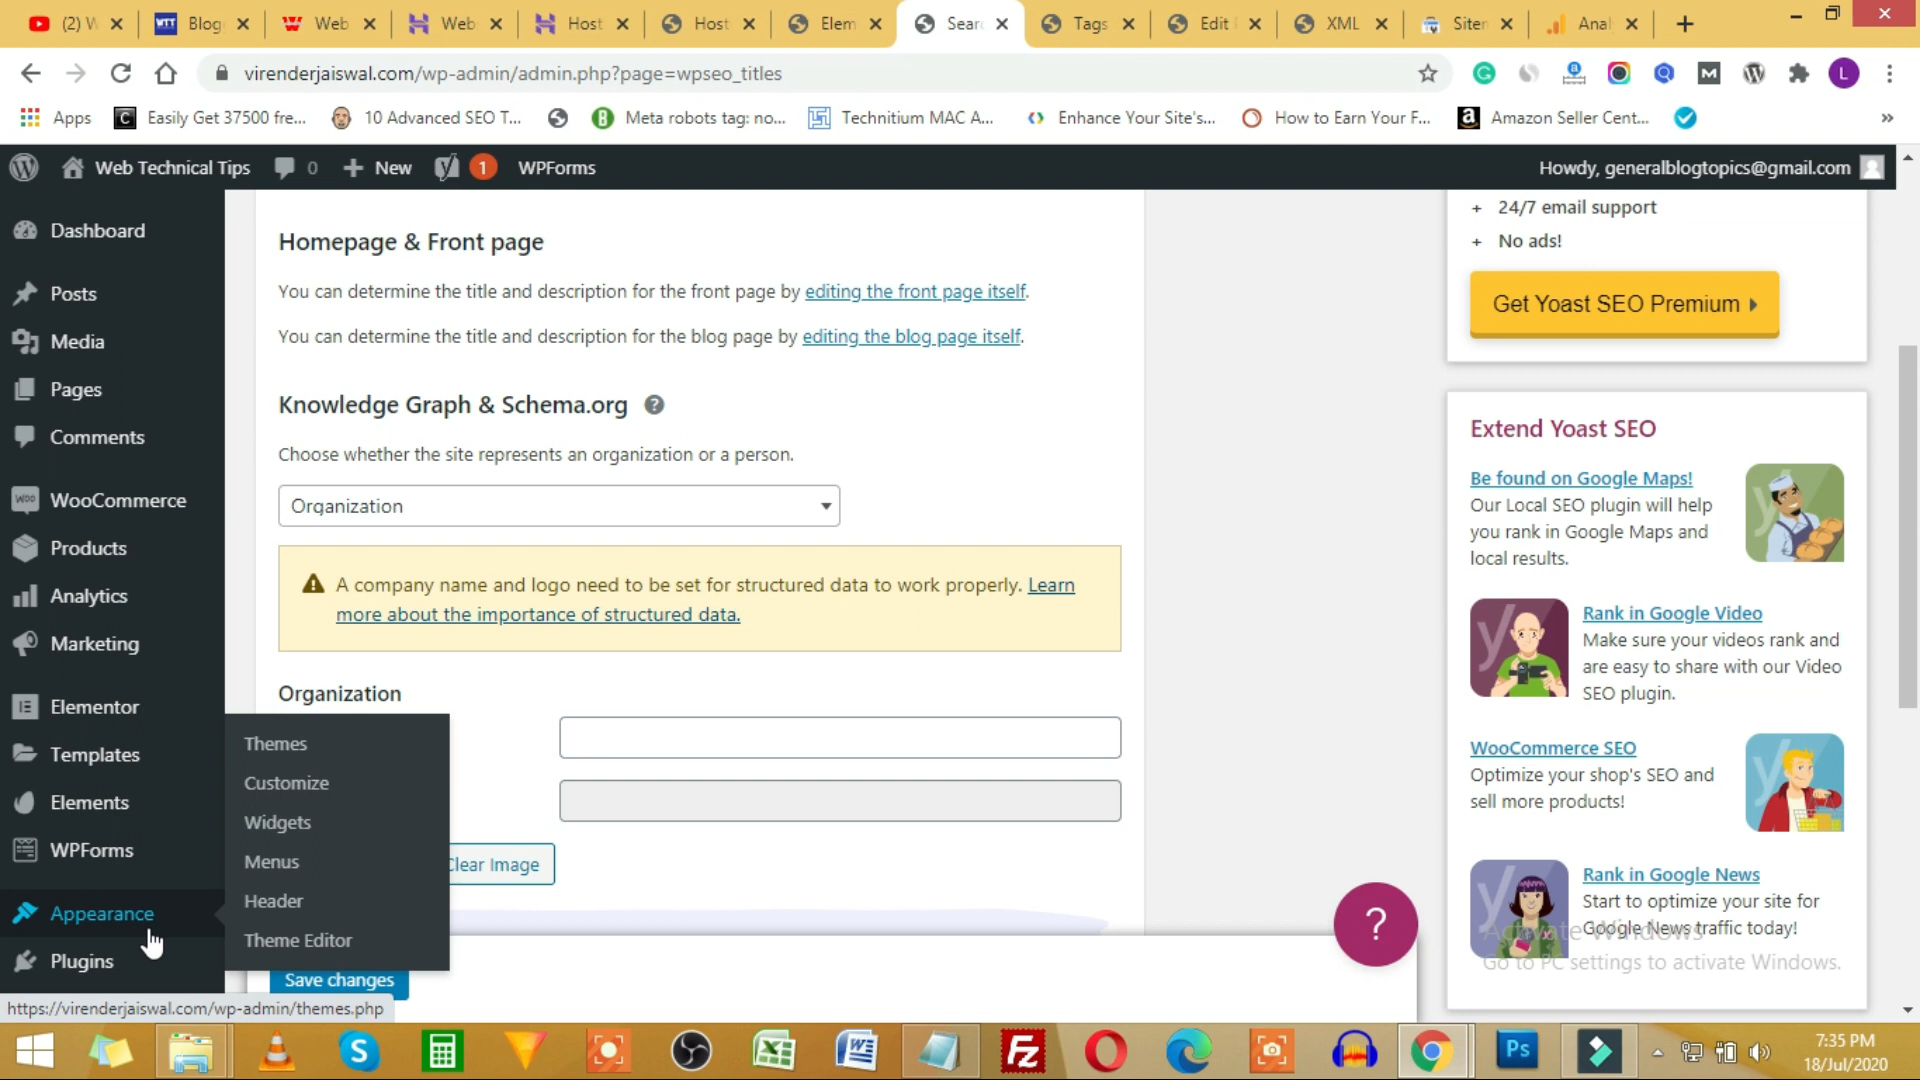 (2) W
Blog
Web
Web
Host
Host
Elem
Sear
Tags
Edit
XML
Siten
Anal
virenderjaiswal.com/wp-admin/admin.php?page=wpseo_titles
Apps
Easily Get 37500 fre...
10 Advanced SEO T...
Meta robots tag: no...
Technitium MAC A...
Enhance Your Site's...
How to Earn Your F...
Amazon Seller Cent...
»
Web Technical Tips
0
New
1
WPForms
Howdy, generalblogtopics@gmail.com
Dashboard
Posts
Media
Pages
Comments
WooCommerce
Products
Analytics
Marketing
Elementor
Templates
Elements
WPForms
Appearance
Plugins
Themes
Customize
Widgets
Menus
Header
Theme Editor
Homepage & Front page
You can determine the title and description for the front page by editing the front page itself.
You can determine the title and description for the blog page by editing the blog page itself.
Knowledge Graph & Schema.org ?
Choose whether the site represents an organization or a person.
Organization
A company name and logo need to be set for structured data to work properly. Learn
more about the importance of structured data.
Organization
Clear Image
Save changes
+ 24/7 email support
+ No ads!
Get Yoast SEO Premium
Extend Yoast SEO
Be found on Google Maps!
Our Local SEO plugin will help
you rank in Google Maps and
local results.
Rank in Google Video
Make sure your videos rank and
are easy to share with our Video
SEO plugin.
WooCommerce SEO
Optimize your shop's SEO and
sell more products!
Rank in Google News
Start to optimize your site for
Google News traffic today!
Activate Windows
Go to PC settings to activate Windows.
?
https://virenderjaiswal.com/wp-admin/themes.php
7:35 PM
18/Jul/2020